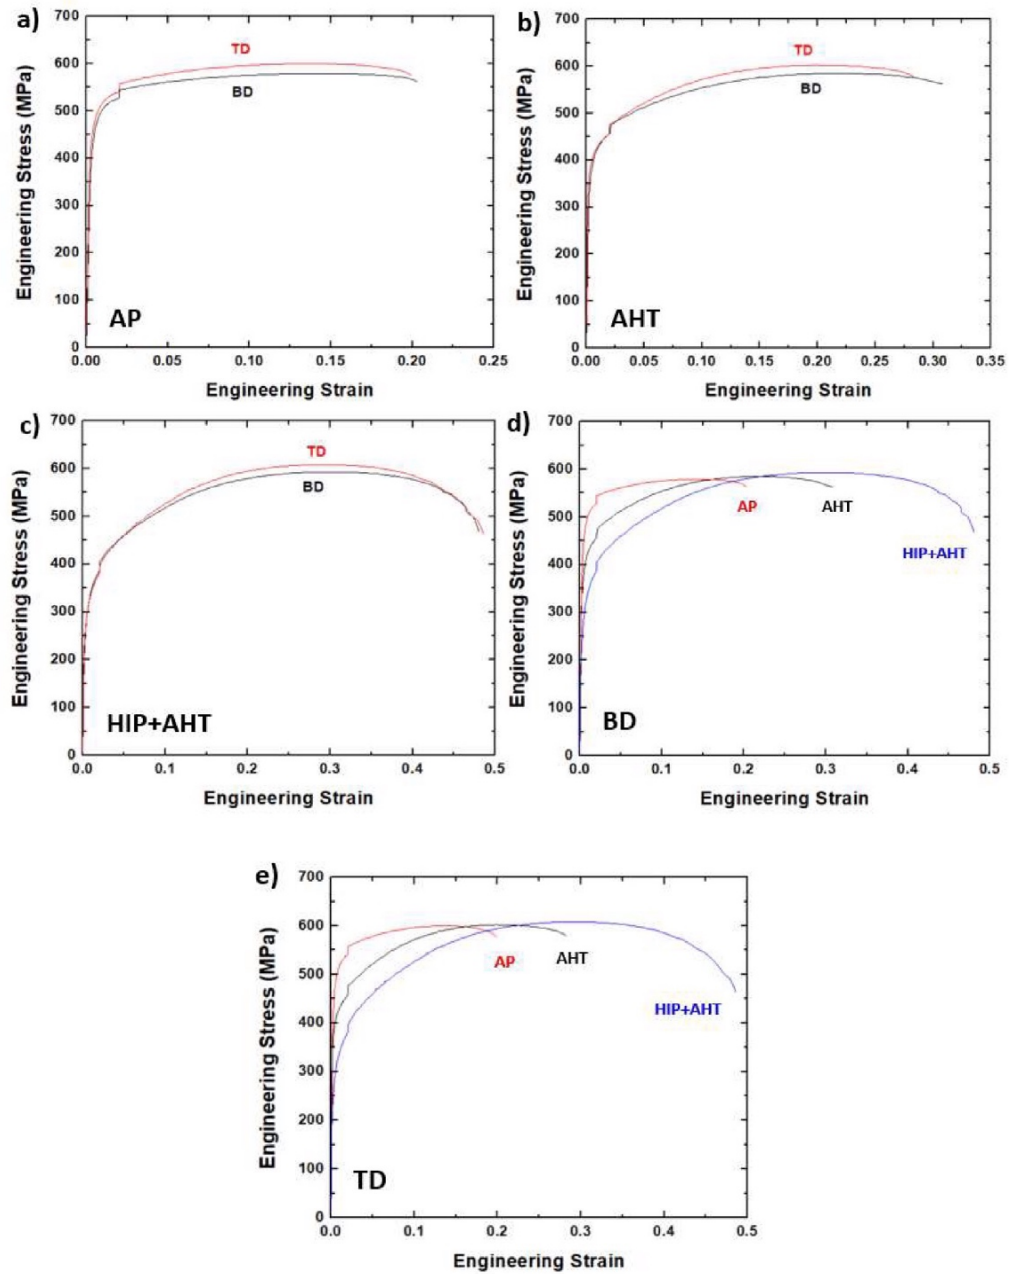 a)
700
600
500
400
300
200
100
0
Engineering Stress (MPa)
TD
BD
AP
0.00 0.05 0.10 0.15 0.20 0.25
Engineering Strain
b)
700
600
500
400
300
200
100
0
Engineering Stress (MPa)
TD
BD
AHT
0.00 0.05 0.10 0.15 0.20 0.25 0.30 0.35
Engineering Strain
c)
700
600
500
400
300
200
100
0
Engineering Stress (MPa)
TD
BD
HIP+AHT
0.0 0.1 0.2 0.3 0.4 0.5
Engineering Strain
d)
700
600
500
400
300
200
100
0
Engineering Stress (MPa)
AP
AHT
HIP+AHT
BD
0.0 0.1 0.2 0.3 0.4 0.5
Engineering Strain
e)
700
600
500
400
300
200
100
0
Engineering Stress (MPa)
AP
AHT
HIP+AHT
TD
0.0 0.1 0.2 0.3 0.4 0.5
Engineering Strain